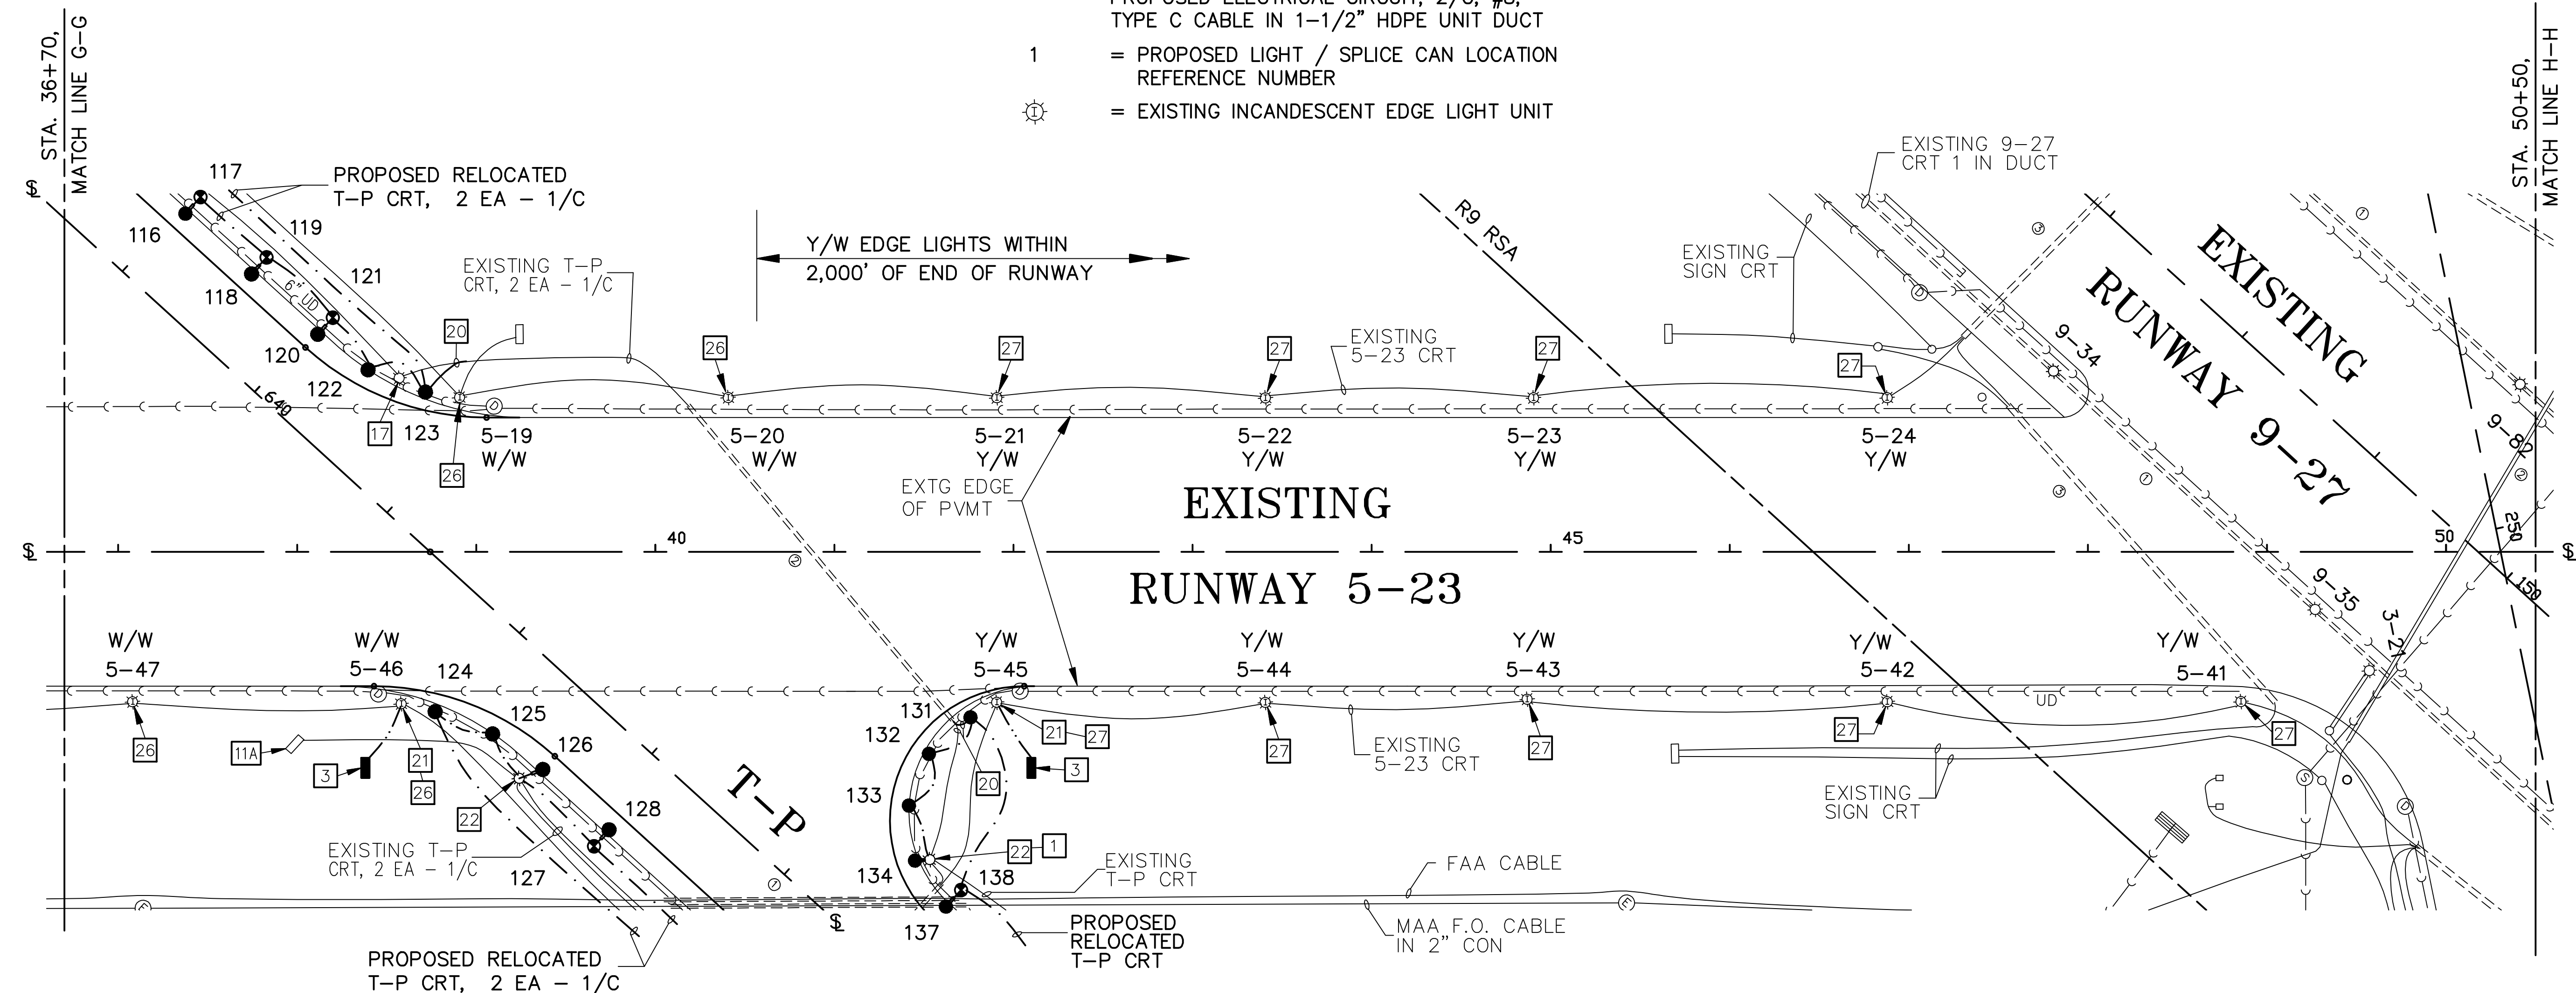 TYPE C CABLE IN 1-1/2" HDPE UNIT DUCT
1 = PROPOSED LIGHT / SPLICE CAN LOCATION
REFERENCE NUMBER
= EXISTING INCANDESCENT EDGE LIGHT UNIT
STA. 36+70,
MATCH LINE G-G
STA. 50+50,
MATCH LINE H-H
117
PROPOSED RELOCATED
T-P CRT, 2 EA - 1/C
116
119
118
121
6" UD
120
122
123
EXISTING T-P
CRT, 2 EA - 1/C
Y/W EDGE LIGHTS WITHIN
2,000' OF END OF RUNWAY
R9 RSA
EXISTING
SIGN CRT
EXISTING 9-27
CRT 1 IN DUCT
3
1
EXISTING
RUNWAY 9-27
20
26
27
27
27
27
EXISTING
5-23 CRT
9-34
640
17
26
D
D
5-19
W/W
5-20
W/W
5-21
Y/W
5-22
Y/W
5-23
Y/W
5-24
Y/W
9-82
2
1
3
EXTG EDGE
OF PVMT
EXISTING
40
45
50
250
150
2
RUNWAY 5-23
9-35
3-21
W/W
5-47
W/W
5-46
124
125
126
Y/W
5-45
Y/W
5-44
Y/W
5-43
Y/W
5-42
Y/W
5-41
UD
D
D
131
132
133
134
26
11A
3
21
26
22
21
27
20
3
27
27
27
27
EXISTING
5-23 CRT
EXISTING
SIGN CRT
S
D
T-P
128
127
EXISTING T-P
CRT, 2 EA - 1/C
22
1
138
137
EXISTING
T-P CRT
FAA CABLE
MAA F.O. CABLE
IN 2" CON
E
E
1
PROPOSED
RELOCATED
T-P CRT
PROPOSED RELOCATED
T-P CRT, 2 EA - 1/C